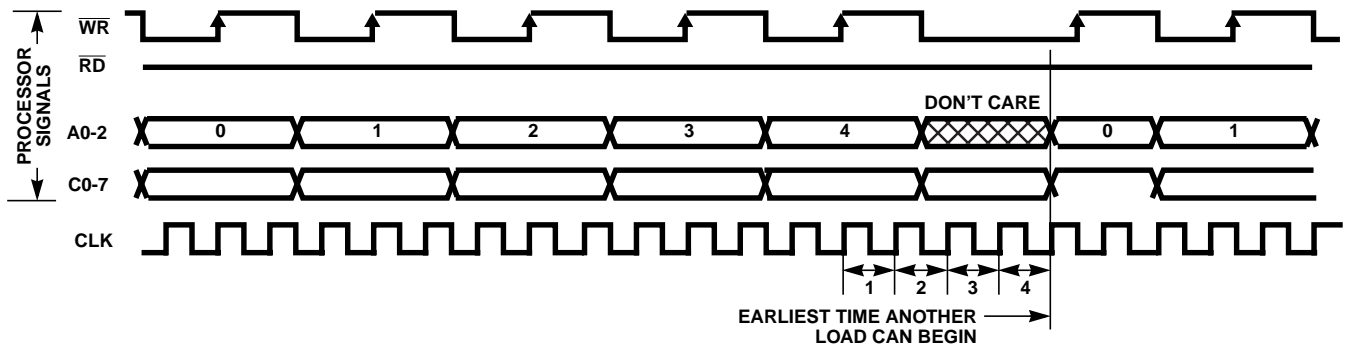 PROCESSOR
SIGNALS
WR
RD
DON'T CARE
A0-2
0 1 2 3 4 0 1
C0-7
CLK
1 2 3 4
EARLIEST TIME ANOTHER
LOAD CAN BEGIN